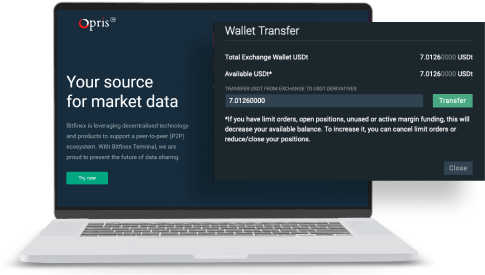 Opris
Your source
for market data
Bitfinex is leveraging decentralised technology
and products to support a peer-to-peer (P2P)
ecosystem. With Bitfinex Terminal, we are
proud to present the future of data sharing.
Try now
Wallet Transfer
Total Exchange Wallet USDt 7.01260000 USDt
Available USDt* 7.01260000 USDt
TRANSFER USDT FROM EXCHANGE TO USDT DERIVATIVES
7.01260000 Transfer
*If you have limit orders, open positions, unused or active margin funding, this will
decrease your available balance. To increase it, you can cancel limit orders or
reduce/close your positions.
Close